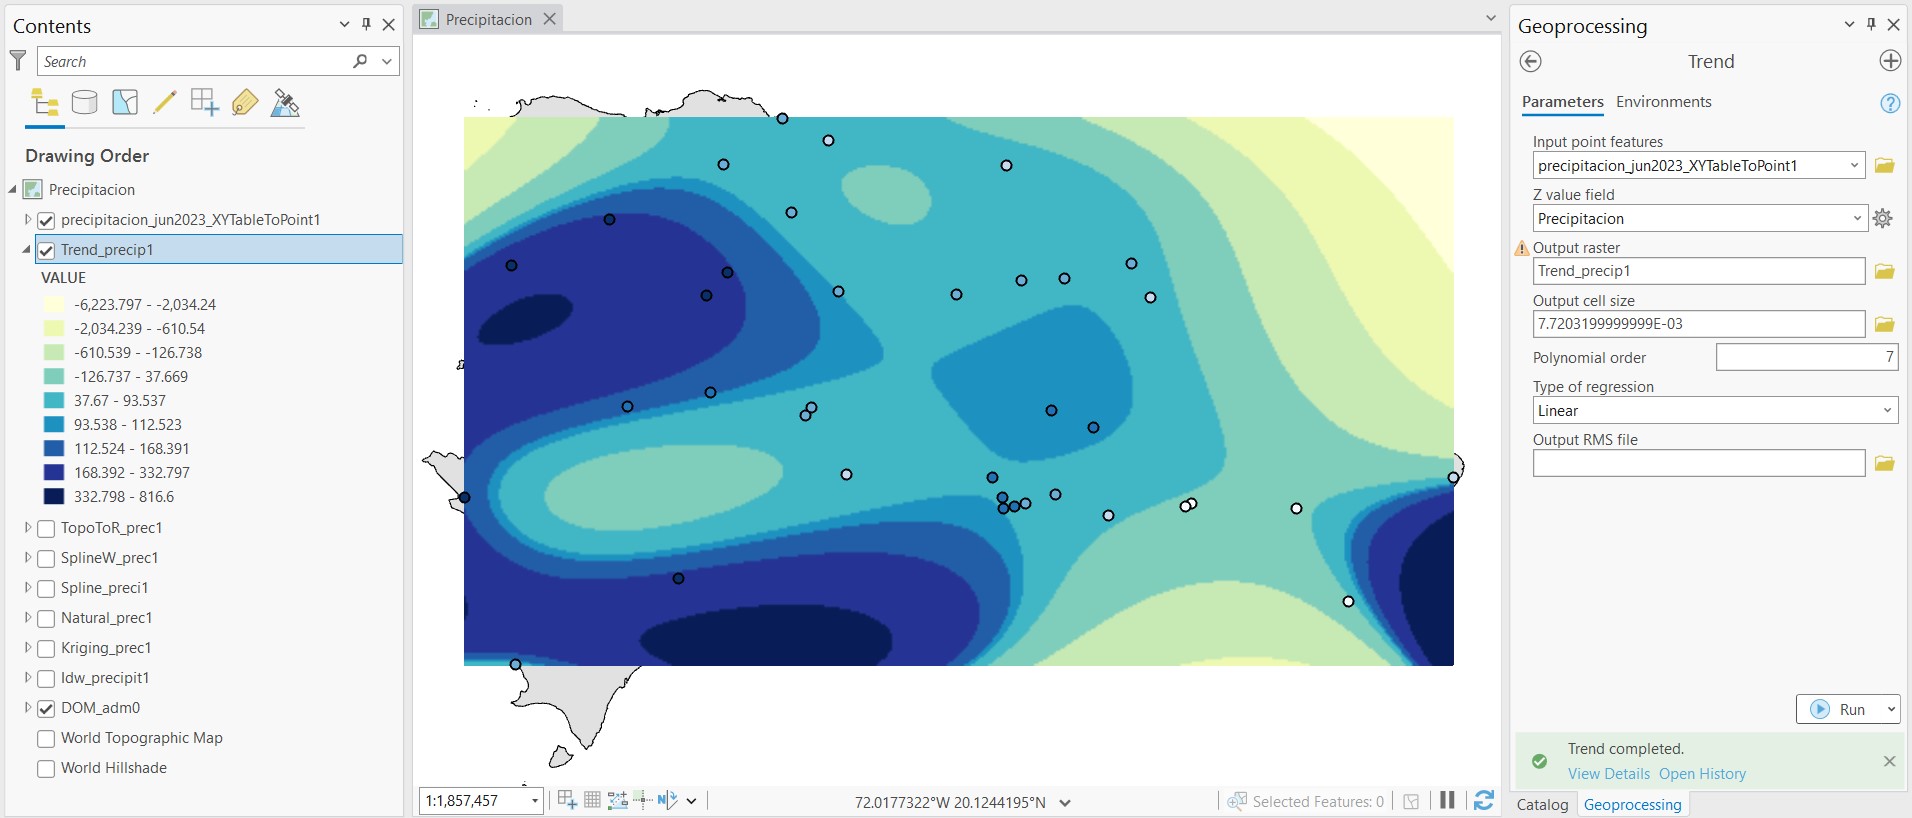 Contents
Search
Drawing Order
Precipitacion
precipitacion_jun2023_XYTableToPoint1
Trend_precip1
VALUE
-6,223.797 - -2,034.24
-2,034.239 - -610.54
-610.539 - -126.738
-126.737 - 37.669
37.67 - 93.537
93.538 - 112.523
112.524 - 168.391
168.392 - 332.797
332.798 - 816.6
TopoToR_prec1
SplineW_prec1
Spline_preci1
Natural_prec1
Kriging_prec1
Idw_precipit1
DOM_adm0
World Topographic Map
World Hillshade
Precipitacion
1:1,857,457
72.0177322°W 20.1244195°N
Selected Features: 0
Geoprocessing
Trend
Parameters Environments
Input point features
precipitacion_jun2023_XYTableToPoint1
Z value field
Precipitacion
Output raster
Trend_precip1
Output cell size
7.7203199999999E-03
Polynomial order 7
Type of regression
Linear
Output RMS file
Run
Trend completed.
View Details Open History
Catalog Geoprocessing